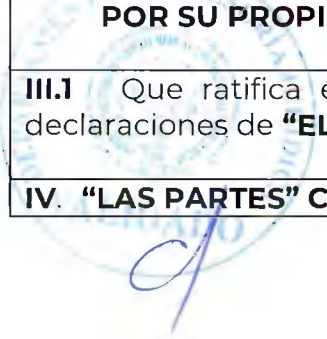 POR SU PROPI
III.1 Que ratifica e
declaraciones de "EL
IV. "LAS PARTES" C